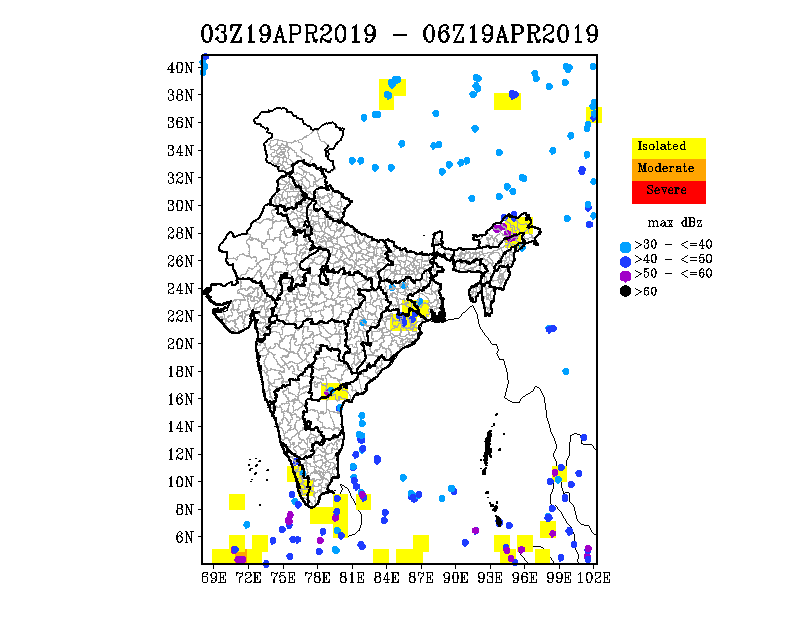 03Z19APR2019 - 06Z19APR2019
40N
38N
36N
34N
32N
30N
28N
26N
24N
22N
20N
18N
16N
14N
12N
10N
8N
6N
69E 72E 75E 78E 81E 84E 87E 90E 93E 96E 99E 102E
Isolated
Moderate
Severe
max dBz
>30 - <=40
>40 - <=50
>50 - <=60
>60